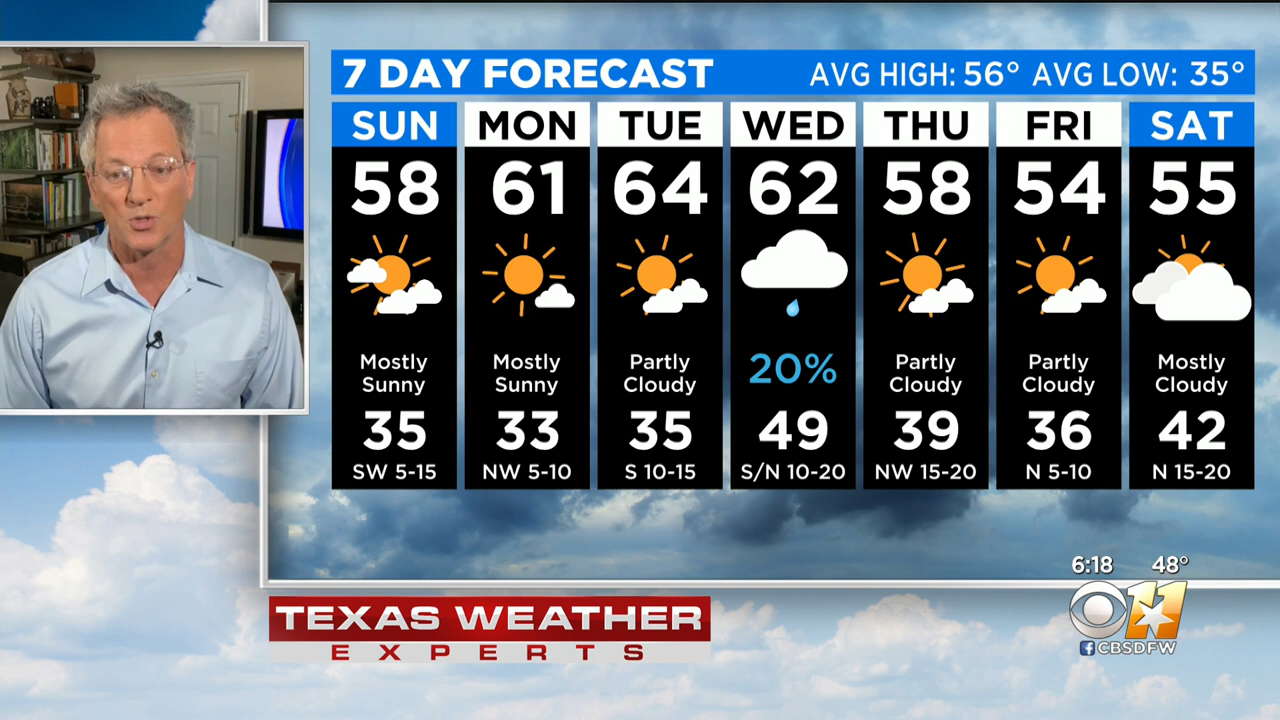 7 DAY FORECAST AVG HIGH: 56° AVG LOW: 35°
SUN MON TUE WED THU FRI SAT
58 61 64 62 58 54 55
20%
Mostly Sunny
Mostly Sunny
Partly Cloudy
Partly Cloudy
Partly Cloudy
Mostly Cloudy
35 33 35 49 39 36 42
SW 5-15 NW 5-10 S 10-15 S/N 10-20 NW 15-20 N 5-10 N 15-20
6:18 48°
11
TEXAS WEATHER
EXPERTS
f CBSDFW